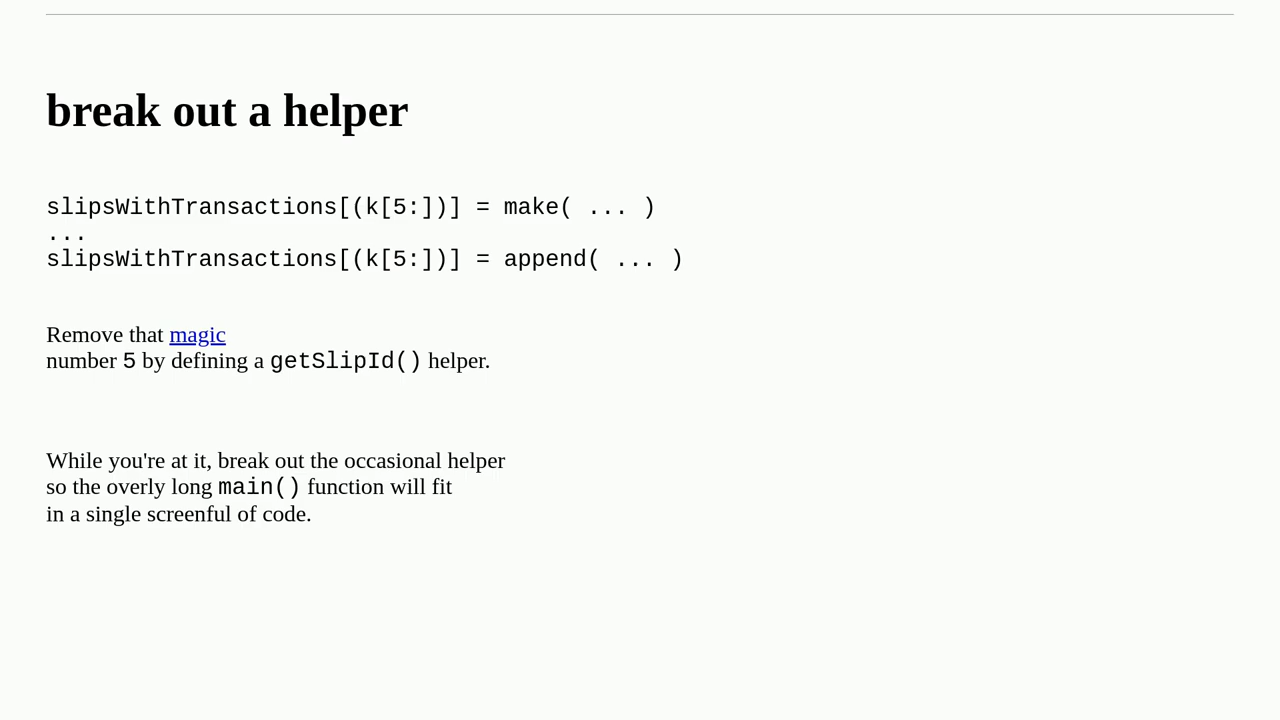 break out a helper
slipsWithTransactions[(k[5:])] = make( ... )
...
slipsWithTransactions[(k[5:])] = append( ... )
Remove that magic
number 5 by defining a getSlipId() helper.
While you're at it, break out the occasional helper
so the overly long main() function will fit
in a single screenful of code.